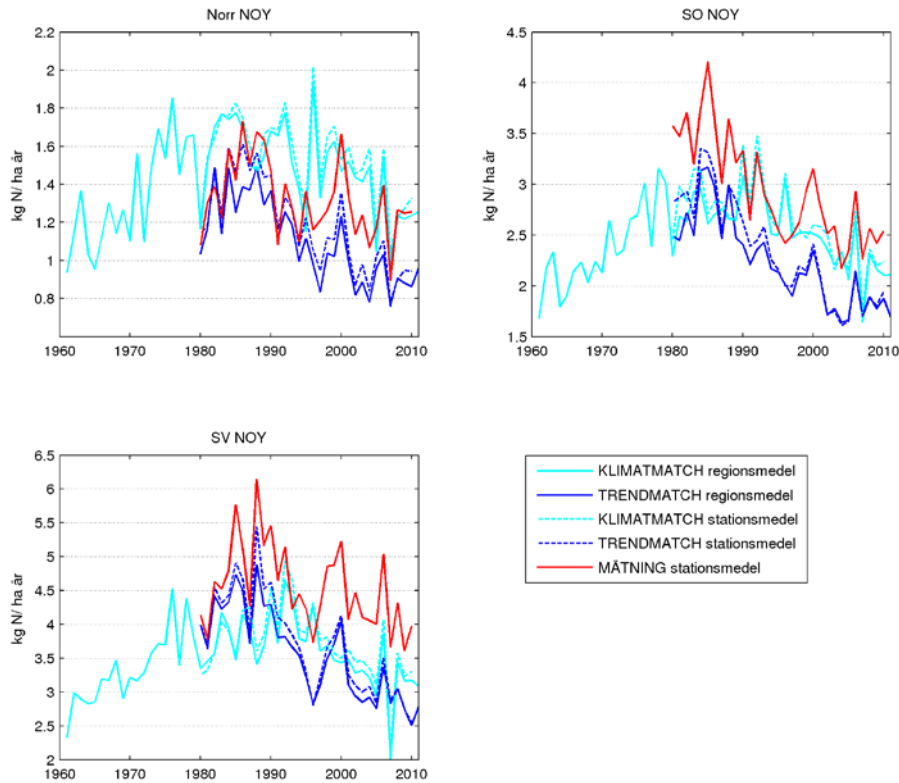 Norr NOY
2.2
2
1.8
1.6
1.4
1.2
1
0.8
kg N/ ha år
1960 1970 1980 1990 2000 2010
SO NOY
4.5
4
3.5
3
2.5
2
1.5
kg N/ ha år
1960 1970 1980 1990 2000 2010
SV NOY
6.5
6
5.5
5
4.5
4
3.5
3
2.5
2
kg N/ ha år
1960 1970 1980 1990 2000 2010
KLIMATMATCH regionsmedel
TRENDMATCH regionsmedel
KLIMATMATCH stationsmedel
TRENDMATCH stationsmedel
MÄTNING stationsmedel